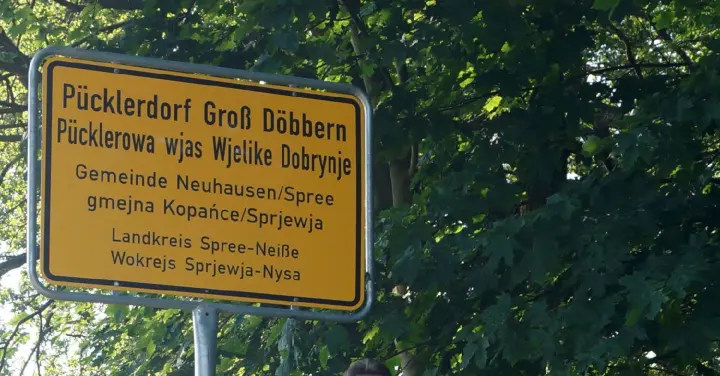 Pücklerdorf Groß Döbbern
Pücklerowa wjas Wjelike Dobrynje
Gemeinde Neuhausen/Spree
gmejna Kopańce/Sprjewja
Landkreis Spree-Neiße
Wokrejs Sprjewja-Nysa